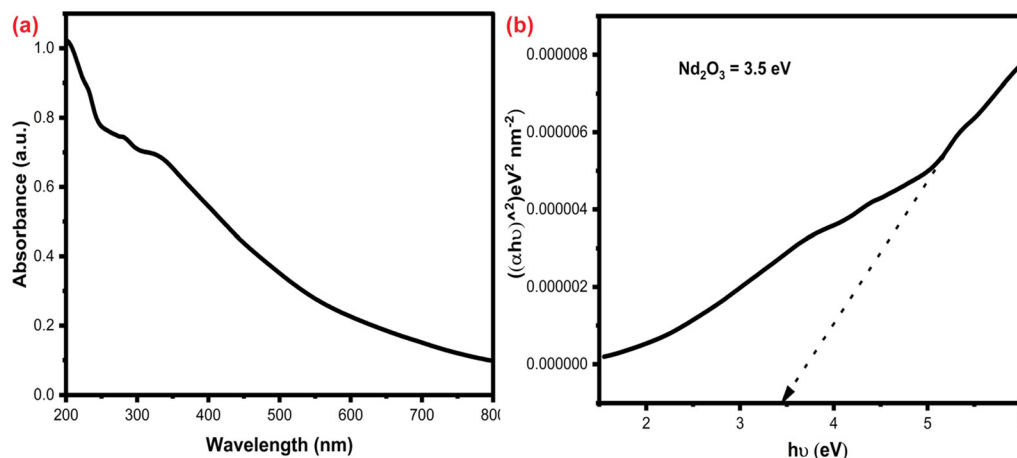 (a)
Absorbance (a.u.)
1.0
0.8
0.6
0.4
0.2
0.0
200 300 400 500 600 700 80
Wavelength (nm)
(b)
Nd₂O₃ = 3.5 eV
((αhυ)^2)eV² nm⁻²
0.000008
0.000006
0.000004
0.000002
0.000000
2 3 4 5
hυ (eV)